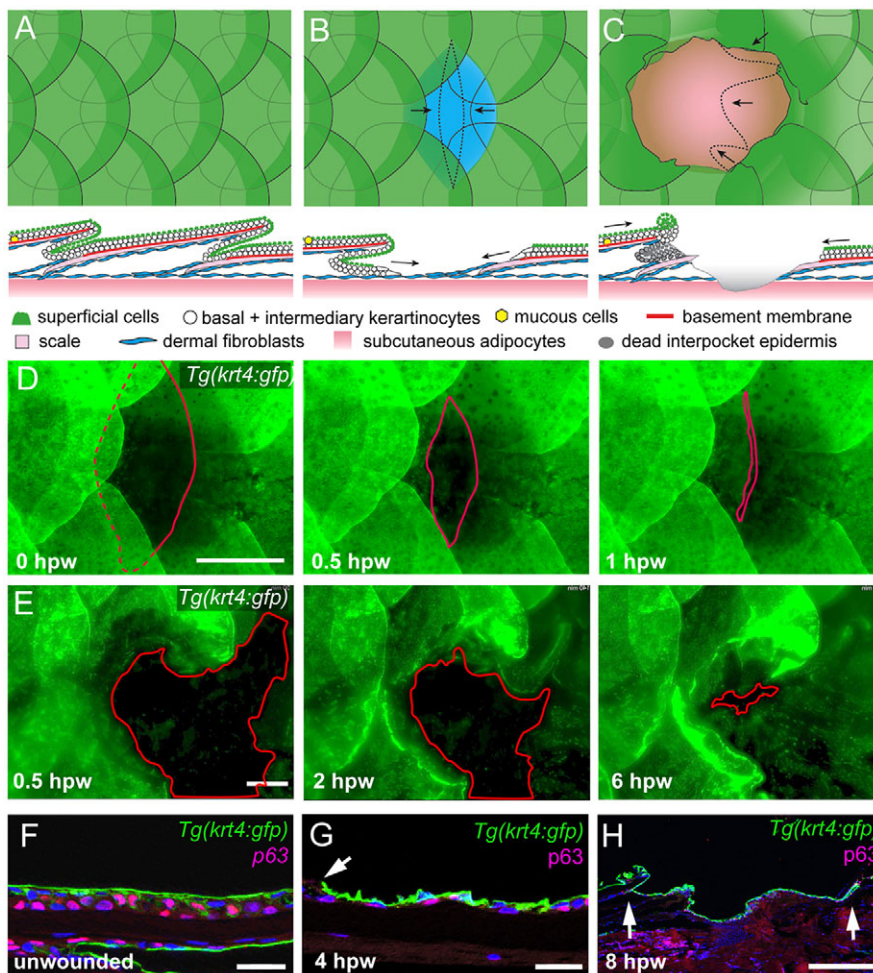 A
B
C
superficial cells
basal + intermediary kerartinocytes
mucous cells
basement membrane
scale
dermal fibroblasts
subcutaneous adipocytes
dead interpocket epidermis
D
Tg(krt4:gfp)
0 hpw
0.5 hpw
1 hpw
E
Tg(krt4:gfp)
0.5 hpw
2 hpw
6 hpw
F
Tg(krt4:gfp)
p63
unwounded
G
Tg(krt4:gfp)
p63
4 hpw
H
Tg(krt4:gfp)
p63
8 hpw